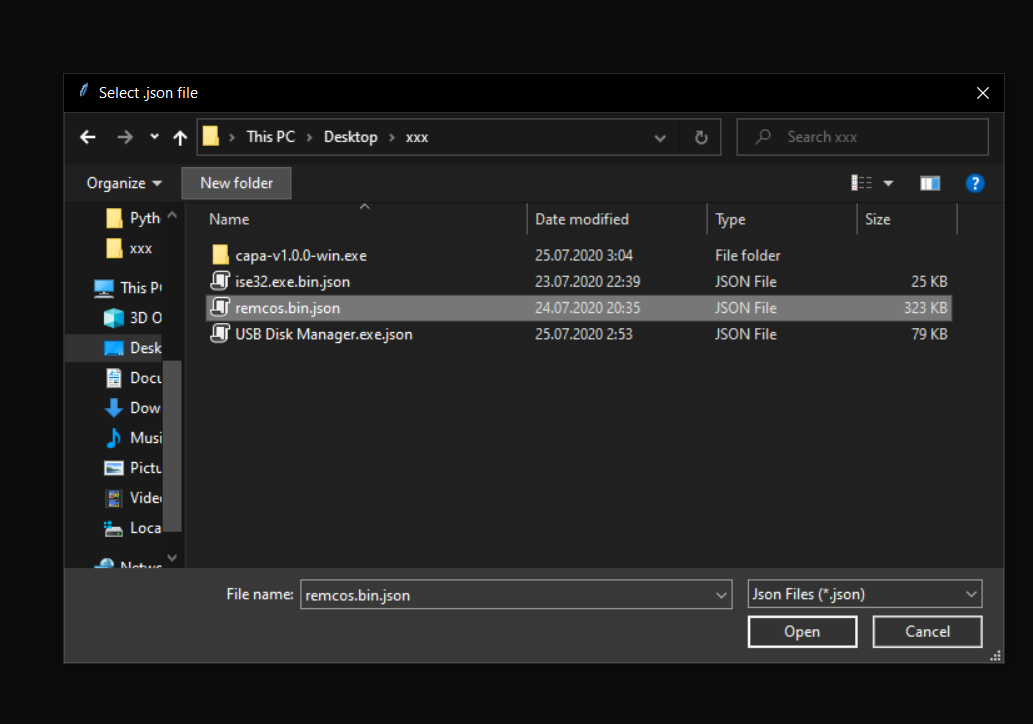 Select .json file
This PC > Desktop > xxx
Search xxx
Organize
New folder
Name
Date modified
Type
Size
Pyth
xxx
This P
3D O
Desk
Docu
Dow
Musi
Pictu
Vide
Loca
Netwo
capa-v1.0.0-win.exe 25.07.2020 3:04 File folder
ise32.exe.bin.json 23.07.2020 22:39 JSON File 25 KB
remcos.bin.json 24.07.2020 20:35 JSON File 323 KB
USB Disk Manager.exe.json 25.07.2020 2:53 JSON File 79 KB
File name: remcos.bin.json
Json Files (*.json)
Open
Cancel